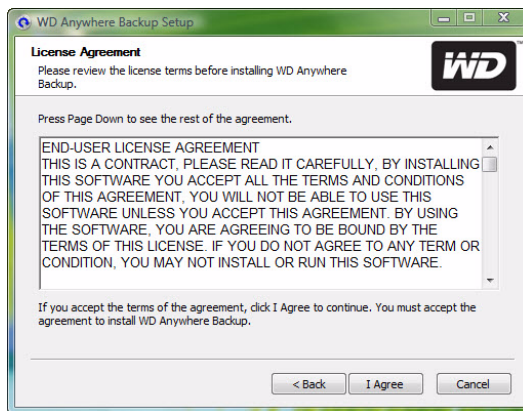 WD Anywhere Backup Setup
License Agreement
Please review the license terms before installing WD Anywhere
Backup.
WD
TM
Press Page Down to see the rest of the agreement.
END-USER LICENSE AGREEMENT
THIS IS A CONTRACT, PLEASE READ IT CAREFULLY, BY INSTALLING
THIS SOFTWARE YOU ACCEPT ALL THE TERMS AND CONDITIONS
OF THIS AGREEMENT, YOU WILL NOT BE ABLE TO USE THIS
SOFTWARE UNLESS YOU ACCEPT THIS AGREEMENT. BY USING
THE SOFTWARE, YOU ARE AGREEING TO BE BOUND BY THE
TERMS OF THIS LICENSE. IF YOU DO NOT AGREE TO ANY TERM OR
CONDITION, YOU MAY NOT INSTALL OR RUN THIS SOFTWARE.
If you accept the terms of the agreement, click I Agree to continue. You must accept the
agreement to install WD Anywhere Backup.
< Back
I Agree
Cancel